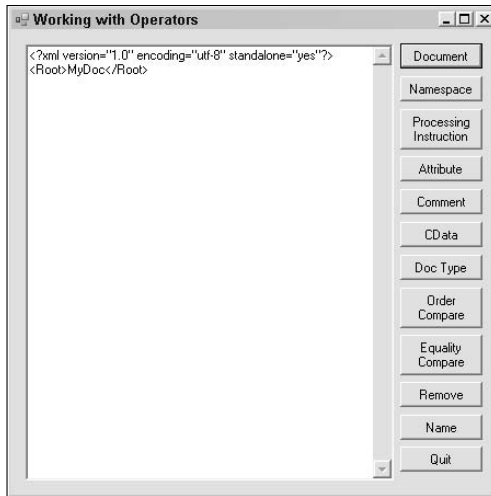 Working with Operators
<?xml version="1.0" encoding="utf-8" standalone="yes"?>
<Root>MyDoc</Root>
Document
Namespace
Processing
Instruction
Attribute
Comment
CData
Doc Type
Order
Compare
Equality
Compare
Remove
Name
Quit